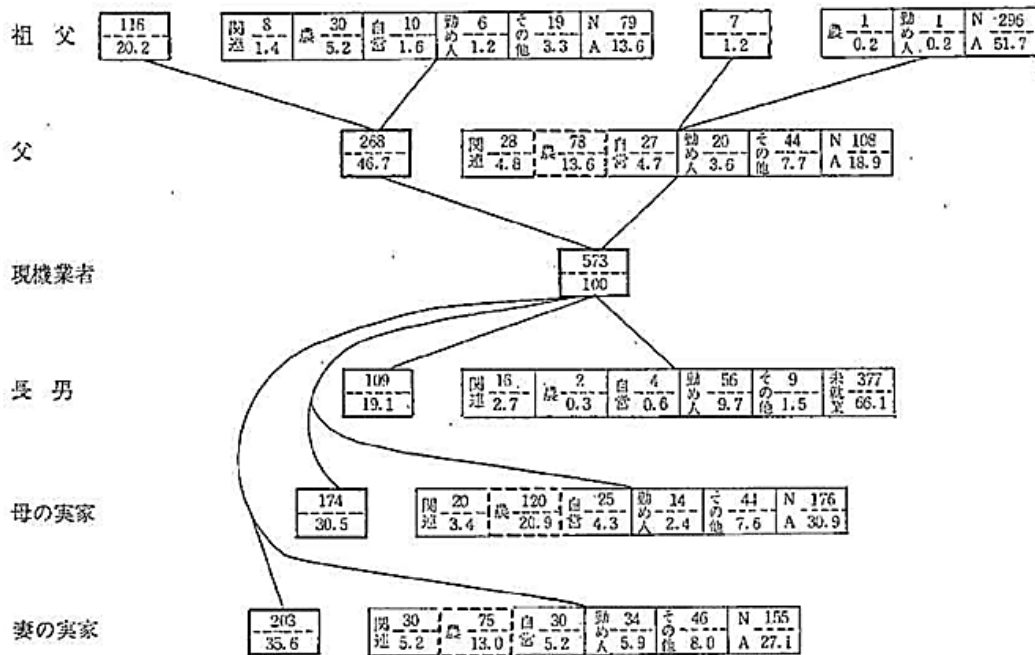 祖父
116 20.2
関連 8 1.4 農 30 5.2 自営 10 1.6 勤め人 6 1.2 その他 19 3.3 NA 79 13.6
7 1.2
農 1 0.2 勤め人 1 0.2 NA 296 51.7
父
268 46.7
関連 28 4.8 農 78 13.6 自営 27 4.7 勤め人 20 3.6 その他 44 7.7 NA 108 18.9
現機業者
573 100
長男
109 19.1
関連 16 2.7 農 2 0.3 自営 4 0.6 勤め人 56 9.7 その他 9 1.5 未就業 377 66.1
母の実家
174 30.5
関連 20 3.4 農 120 20.9 自営 25 4.3 勤め人 14 2.4 その他 44 7.6 NA 176 30.9
妻の実家
203 35.6
関連 30 5.2 農 75 13.0 自営 30 5.2 勤め人 34 5.9 その他 46 8.0 NA 155 27.1